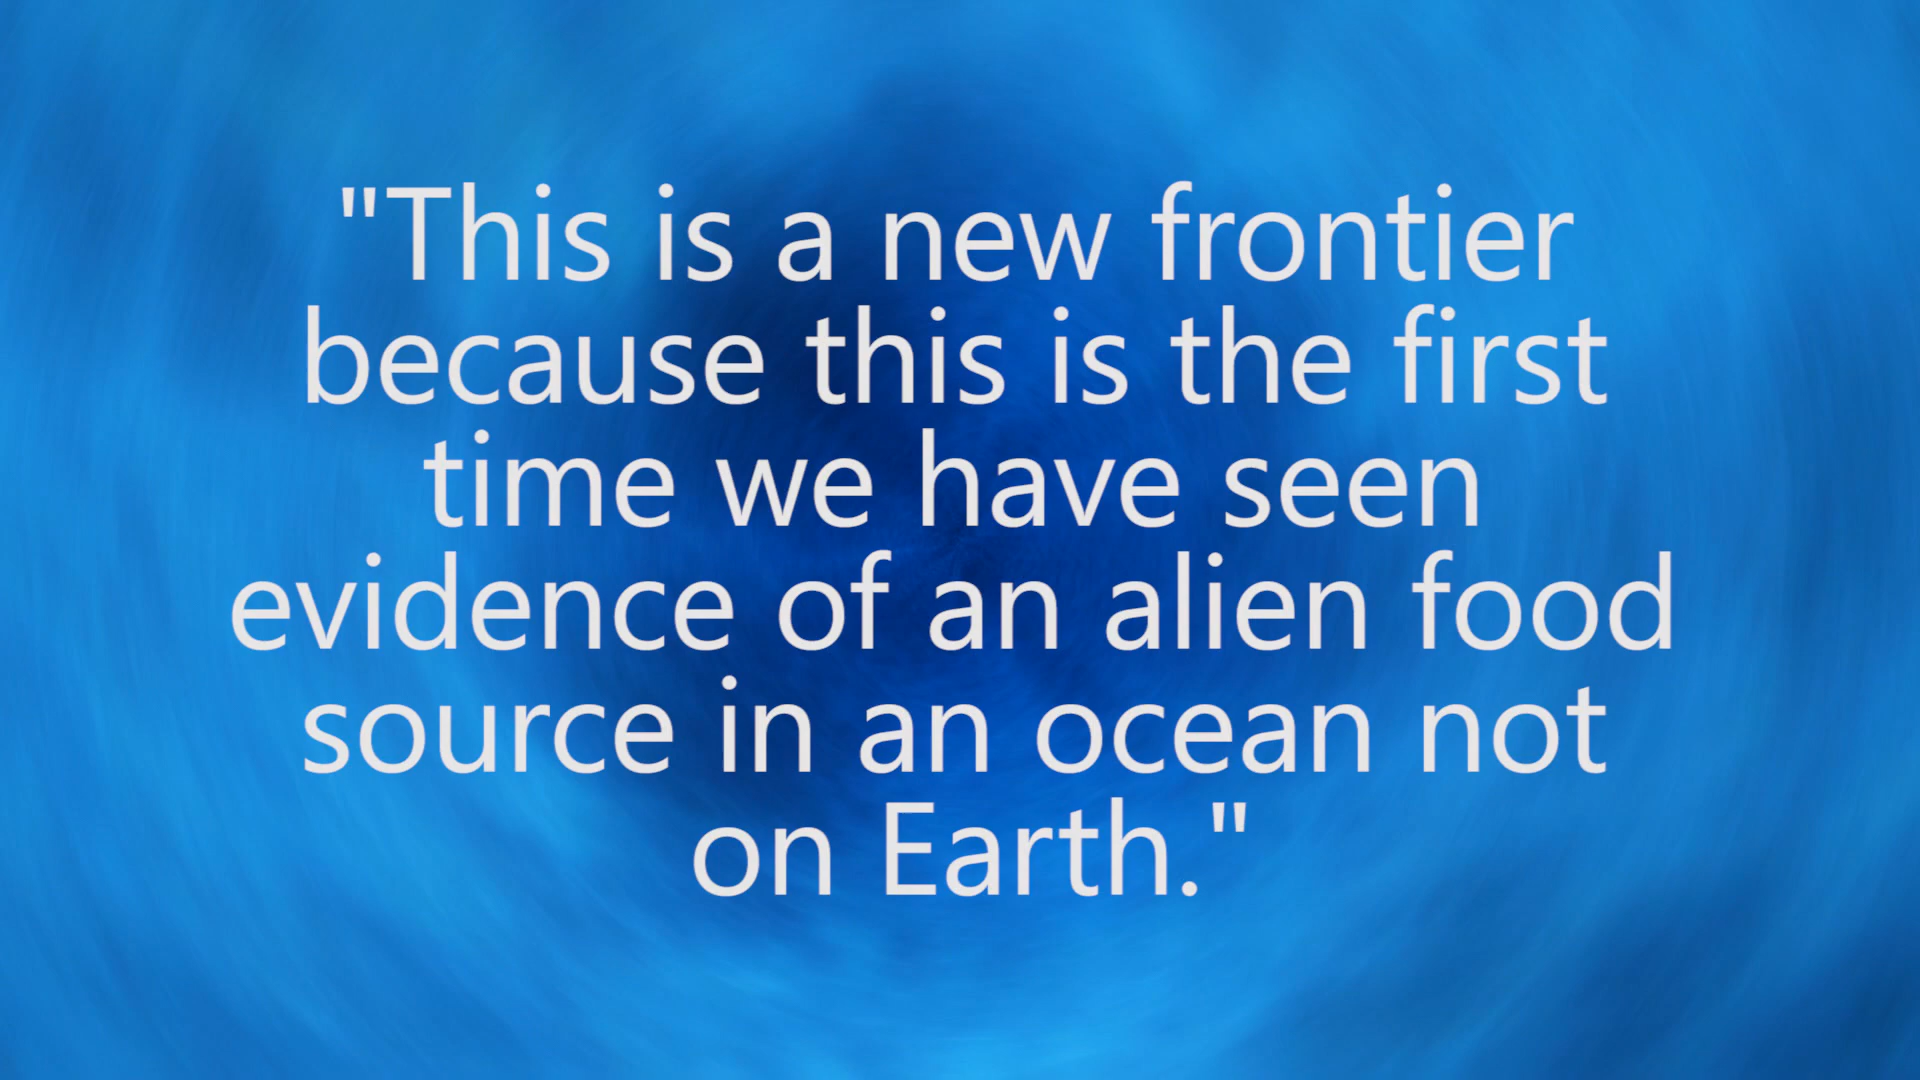 "This is a new frontier
because this is the first
time we have seen
evidence of an alien food
source in an ocean not
on Earth."